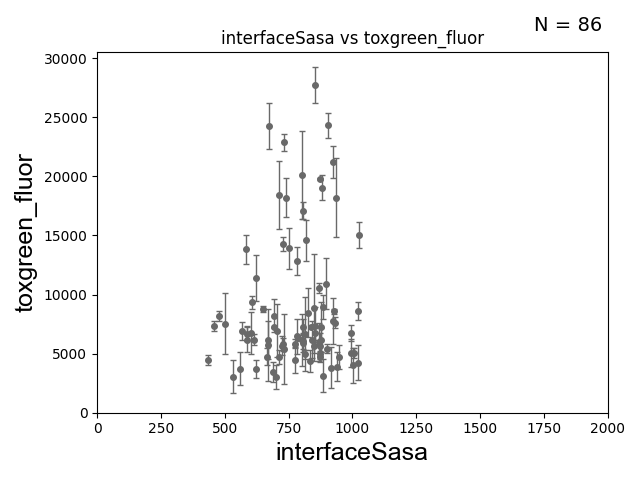 N = 86
interfaceSasa vs toxgreen_fluor
30000
25000
20000
15000
10000
5000
0
toxgreen_fluor
0 250 500 750 1000 1250 1500 1750 2000
interfaceSasa